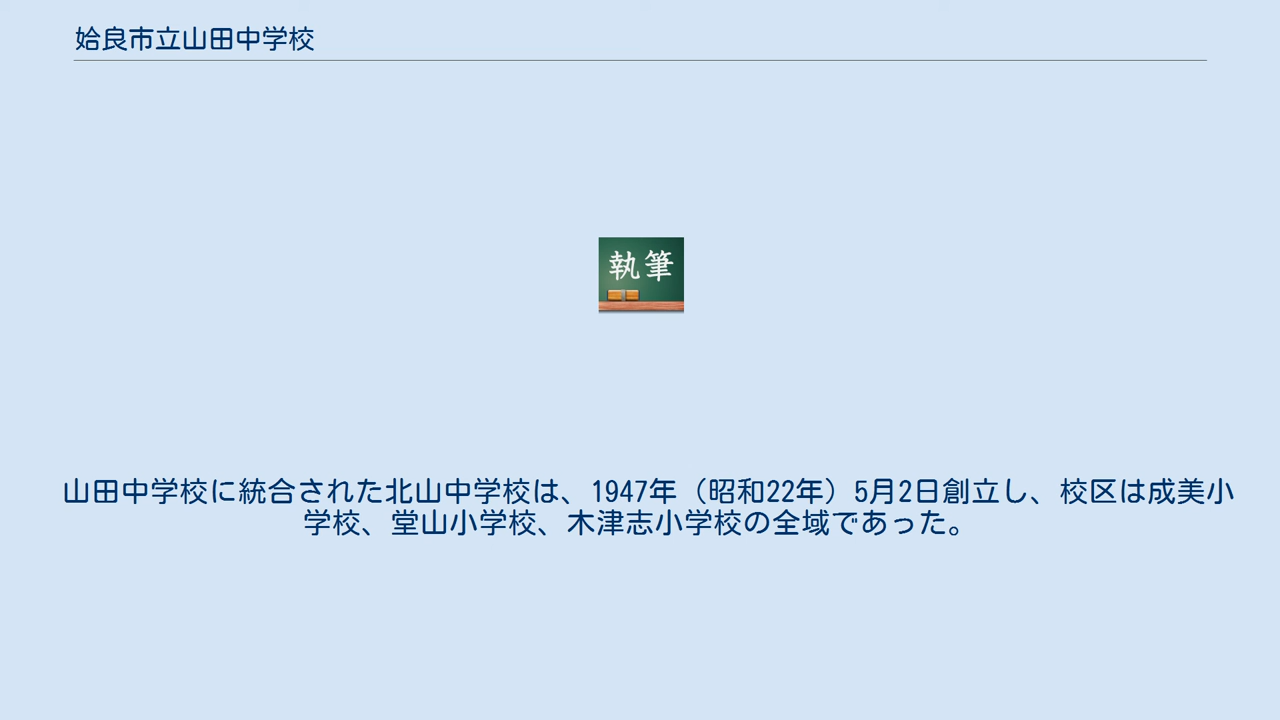 姶良市立山田中学校
執筆
山田中学校に統合された北山中学校は、1947年（昭和22年）5月2日創立し、校区は成美小
学校、堂山小学校、木津志小学校の全域であった。